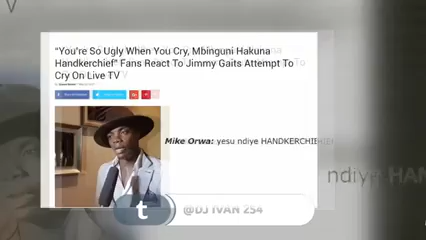 "You're So Ugly When You Cry, Mbinguni Hakuna
Handkerchief" Fans React To Jimmy Gaits Attempt To
Cry On Live TV
Mike Orwa: yesu ndiye HANDKERCHIEH
ndiye HAN
t
@DJ IVAN 254
V